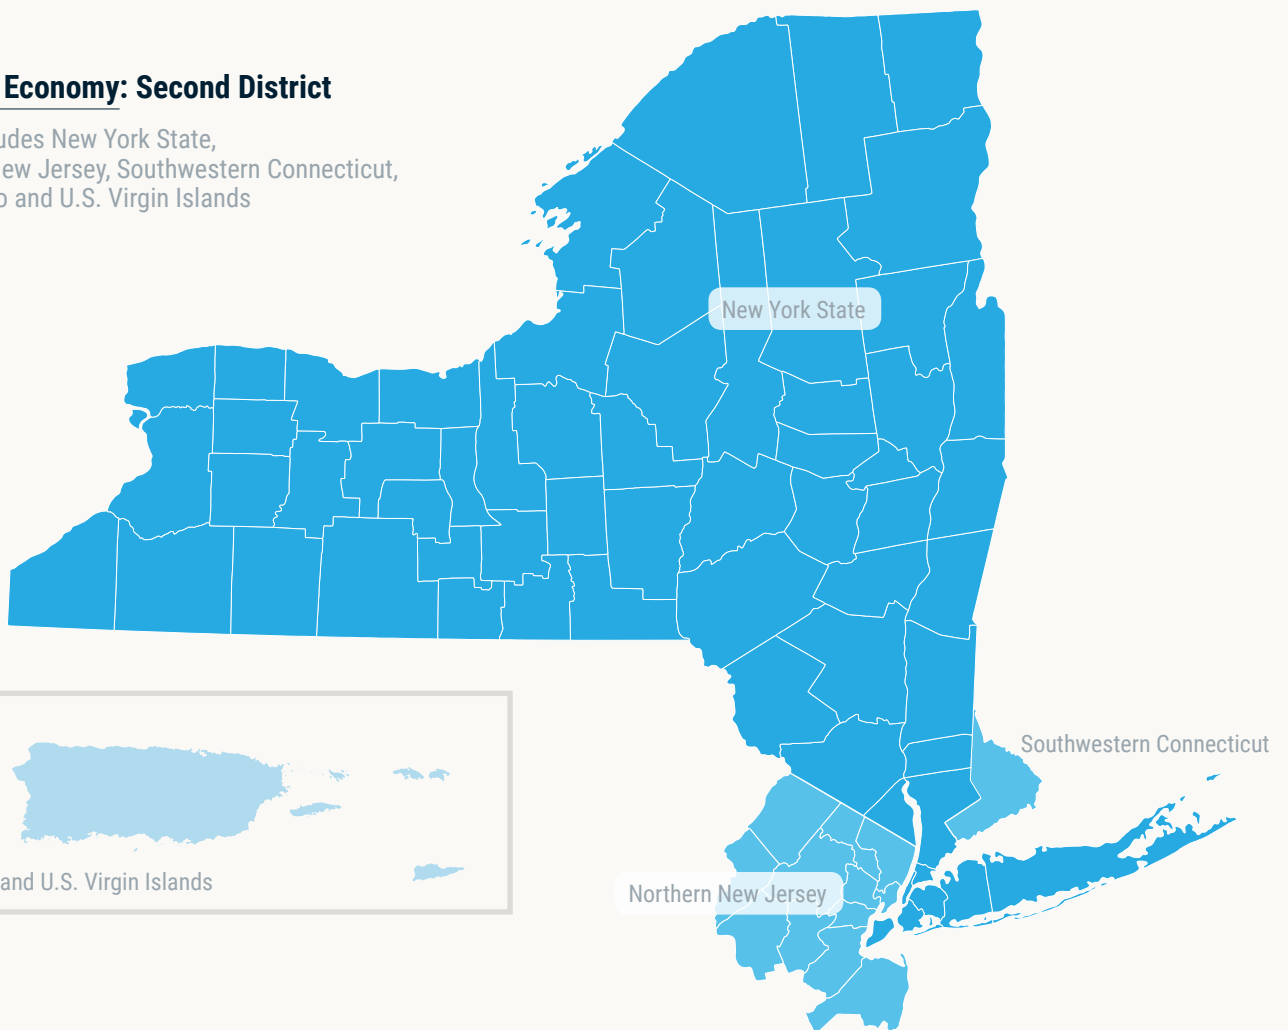 Economy: Second District
udes New York State,
ew Jersey, Southwestern Connecticut,
o and U.S. Virgin Islands
New York State
Southwestern Connecticut
and U.S. Virgin Islands
Northern New Jersey